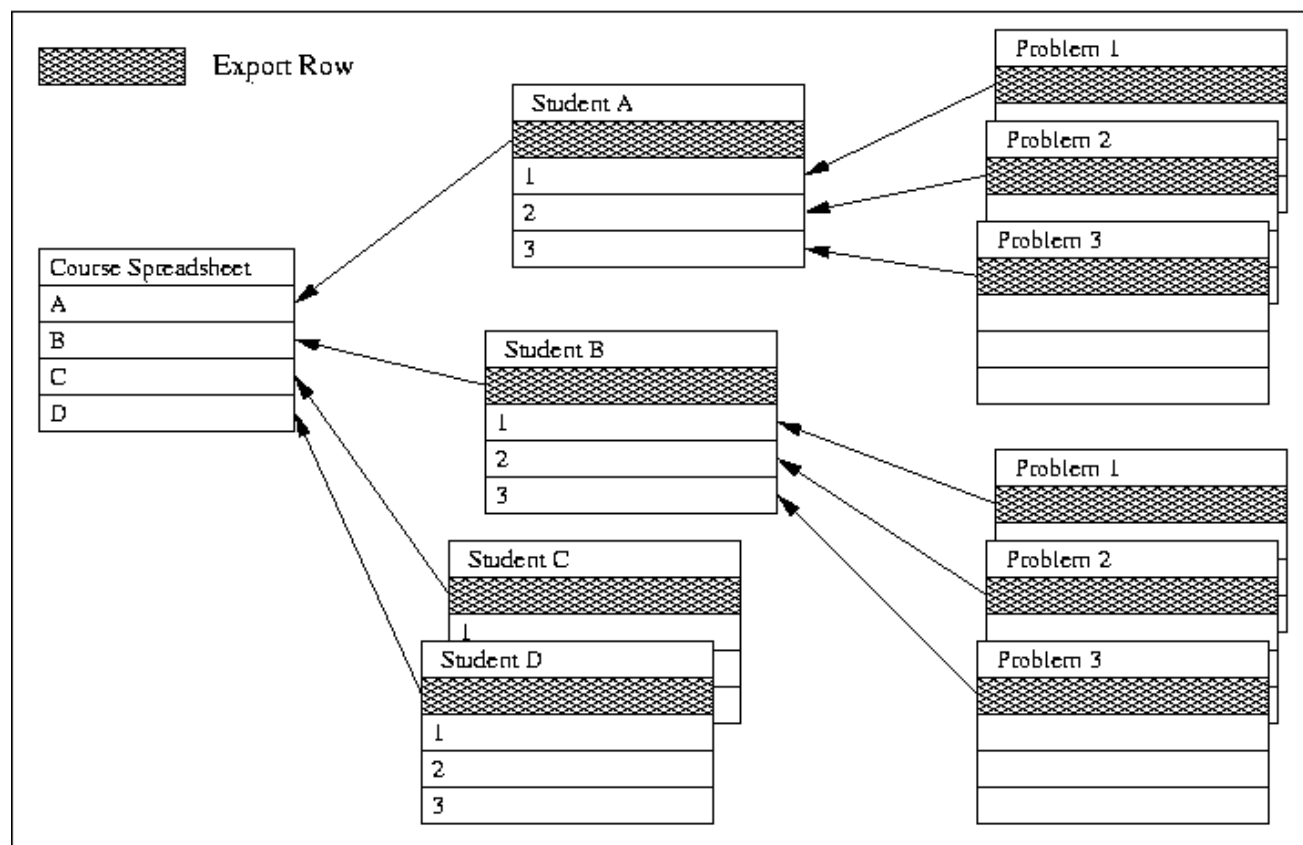 Export Row
Problem 1
Student A
1
2
3
Problem 2
Problem 3
Course Spreadsheet
A
B
C
D
Student B
1
2
3
Problem 1
Problem 2
Problem 3
Student C
1
Student D
1
2
3